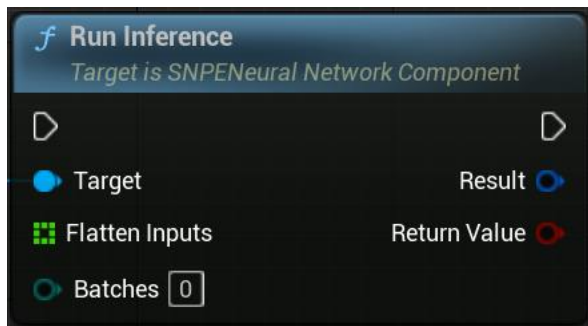 f Run Inference
Target is SNPENeural Network Component
Target
Result
Flatten Inputs
Return Value
Batches 0